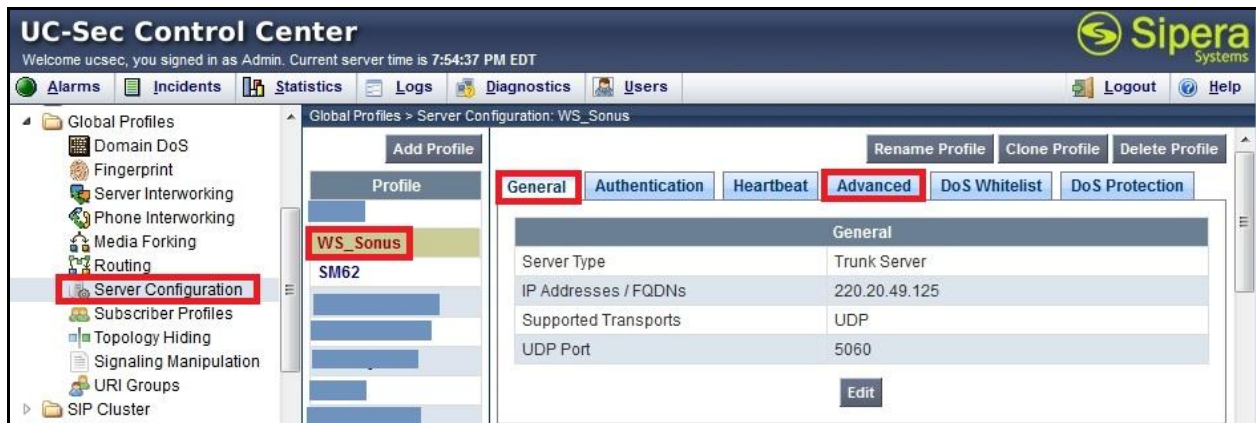 UC-Sec Control Center
Sipera Systems
Welcome ucsec, you signed in as Admin. Current server time is 7:54:37 PM EDT
Alarms Incidents Statistics Logs Diagnostics Users Logout Help
Global Profiles
Domain DoS
Fingerprint
Server Interworking
Phone Interworking
Media Forking
Routing
Server Configuration
Subscriber Profiles
Topology Hiding
Signaling Manipulation
URI Groups
SIP Cluster
Global Profiles > Server Configuration: WS_Sonus
Add Profile
Rename Profile Clone Profile Delete Profile
Profile
WS_Sonus
SM62
General Authentication Heartbeat Advanced DoS Whitelist DoS Protection
General
Server Type Trunk Server
IP Addresses / FQDNs 220.20.49.125
Supported Transports UDP
UDP Port 5060
Edit